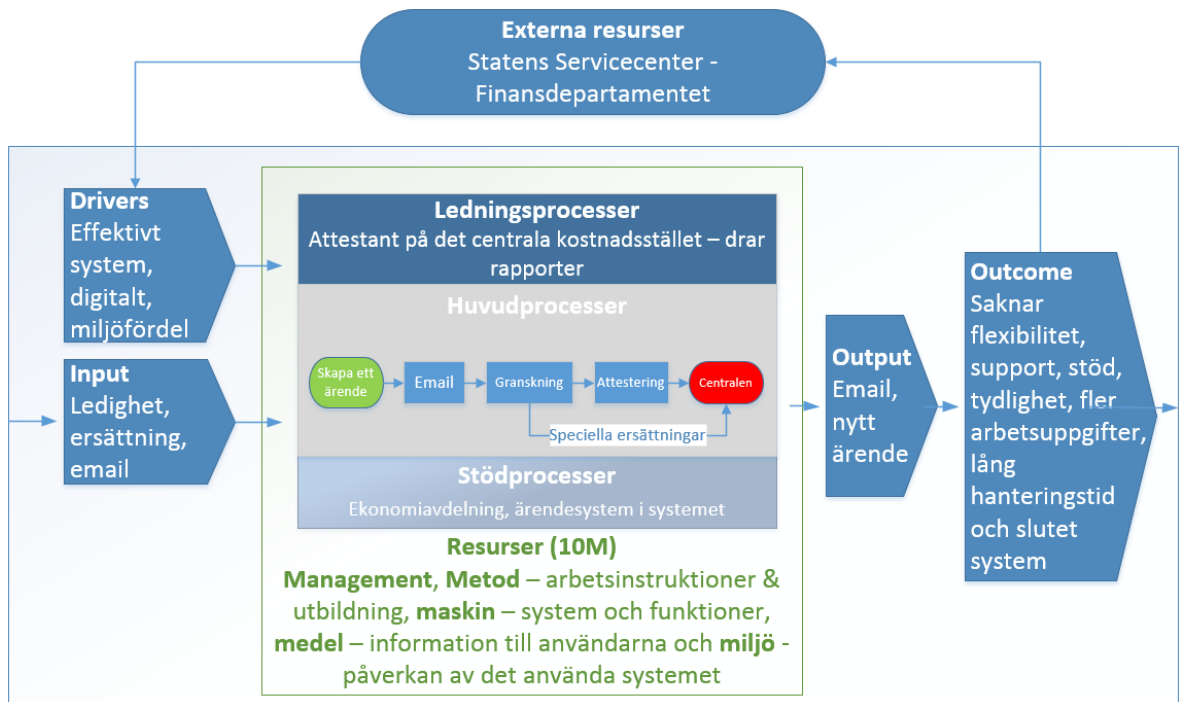 Externa resurser
Statens Servicecenter -
Finansdepartamentet
Drivers
Effektivt
system,
digitalt,
miljöfördel
Input
Ledighet,
ersättning,
email
Ledningsprocesser
Attestant på det centrala kostnadsstället – drar
rapporter
Huvudprocesser
Skapa ett
ärende
Email
Granskning
Attestering
Centralen
Speciella ersättningar
Stödprocesser
Ekonomiavdelning, ärendesystem i systemet
Resurser (10M)
Management, Metod – arbetsinstruktioner &
utbildning, maskin – system och funktioner,
medel – information till användarna och miljö -
påverkan av det använda systemet
Output
Email,
nytt
ärende
Outcome
Saknar
flexibilitet,
support, stöd,
tydlighet, fler
arbetsuppgifter,
lång
hanteringstid
och slutet
system